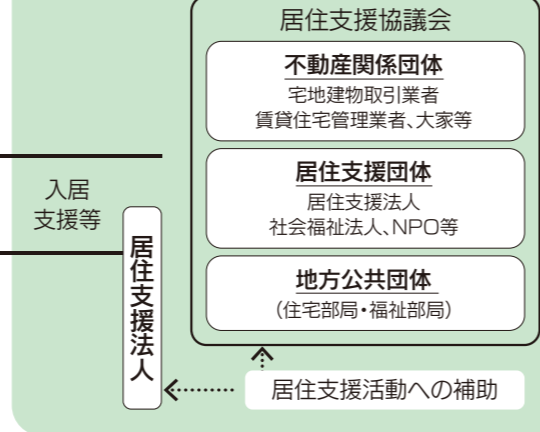 居住支援協議会
不動産関係団体
宅地建物取引業者
賃貸住宅管理業者、大家等
居住支援団体
居住支援法人
社会福祉法人、NPO等
地方公共団体
(住宅部局・福祉部局)
入居
支援等
居住支援法人
居住支援活動への補助